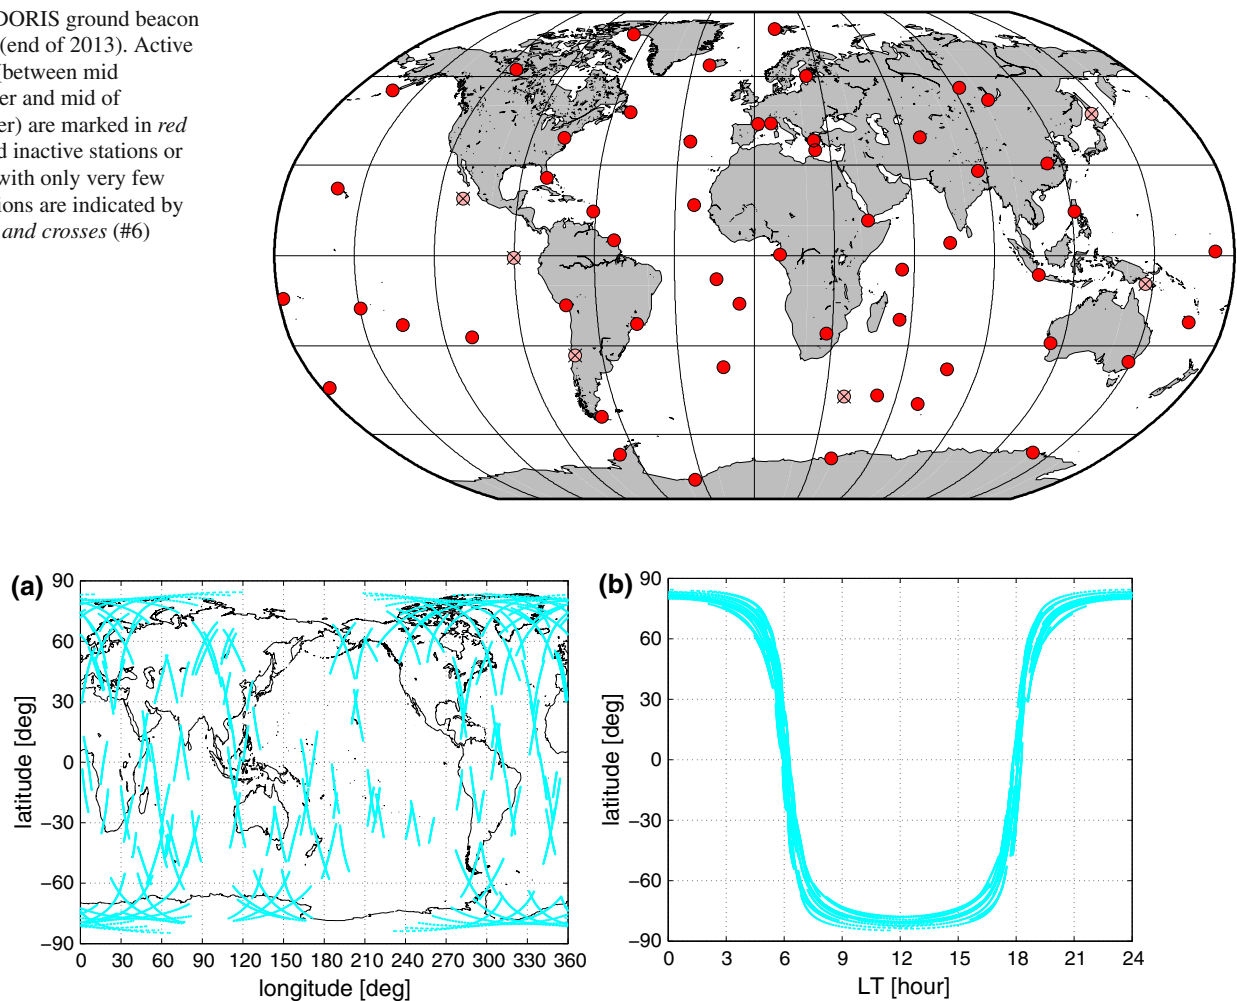 DORIS ground beacon
(end of 2013). Active
[between mid
er and mid of
er) are marked in red
d inactive stations or
with only very few
ions are indicated by
and crosses (#6)
(a)
90
60
30
0
−30
−60
−90
latitude [deg]
0 30 60 90 120 150 180 210 240 270 300 330 360
longitude [deg]
(b)
90
60
30
0
−30
−60
−90
latitude [deg]
0 3 6 9 12 15 18 21 24
LT [hour]